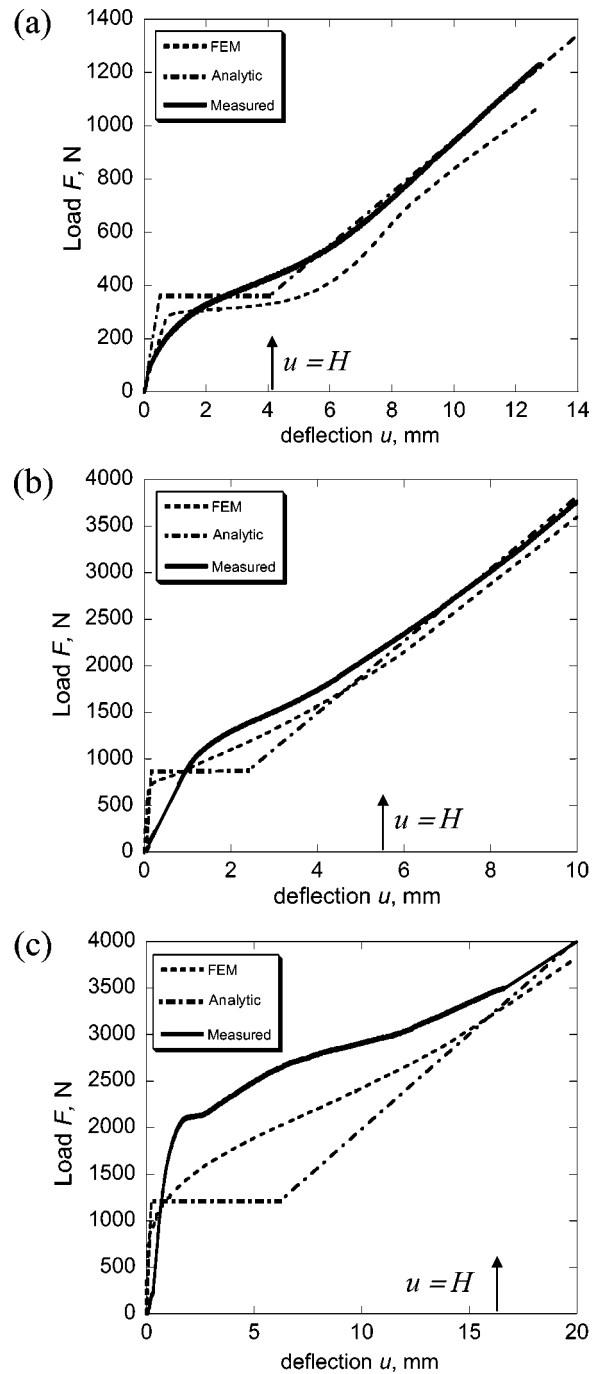 (a)
1400
1200
1000
800
600
400
200
0
Load F, N
FEM
Analytic
Measured
u = H
0 2 4 6 8 10 12 14
deflection u, mm
(b)
4000
3500
3000
2500
2000
1500
1000
500
0
Load F, N
FEM
Analytic
Measured
u = H
0 2 4 6 8 10
deflection u, mm
(c)
4000
3500
3000
2500
2000
1500
1000
500
0
Load F, N
FEM
Analytic
Measured
u = H
0 5 10 15 20
deflection u, mm